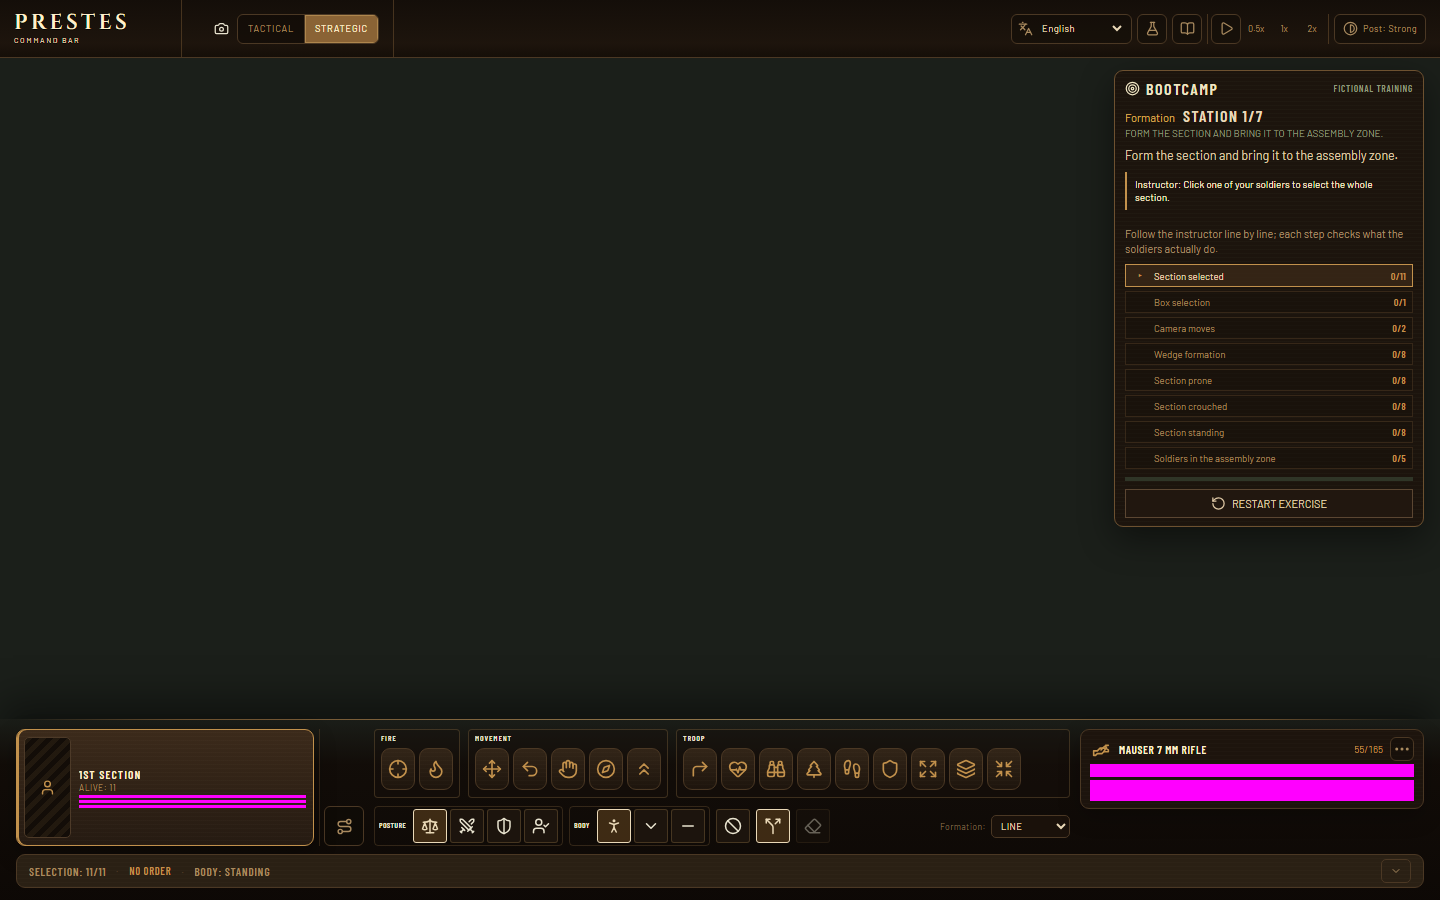 PRESTES
COMMAND BAR
TACTICAL
STRATEGIC
English
0.5x
1x
2x
Post: Strong
BOOTCAMP
FICTIONAL TRAINING
Formation STATION 1/7
FORM THE SECTION AND BRING IT TO THE ASSEMBLY ZONE.
Form the section and bring it to the assembly zone.
Instructor: Click one of your soldiers to select the whole
section.
Follow the instructor line by line; each step checks what the
soldiers actually do.
Section selected 0/11
Box selection 0/1
Camera moves 0/2
Wedge formation 0/8
Section prone 0/8
Section crouched 0/8
Section standing 0/8
Soldiers in the assembly zone 0/5
RESTART EXERCISE
1ST SECTION
ALIVE: 11
FIRE
MOVEMENT
TROOP
MAUSER 7 MM RIFLE
55/165
POSTURE
BODY
Formation:
LINE
SELECTION: 11/11 · NO ORDER · BODY: STANDING